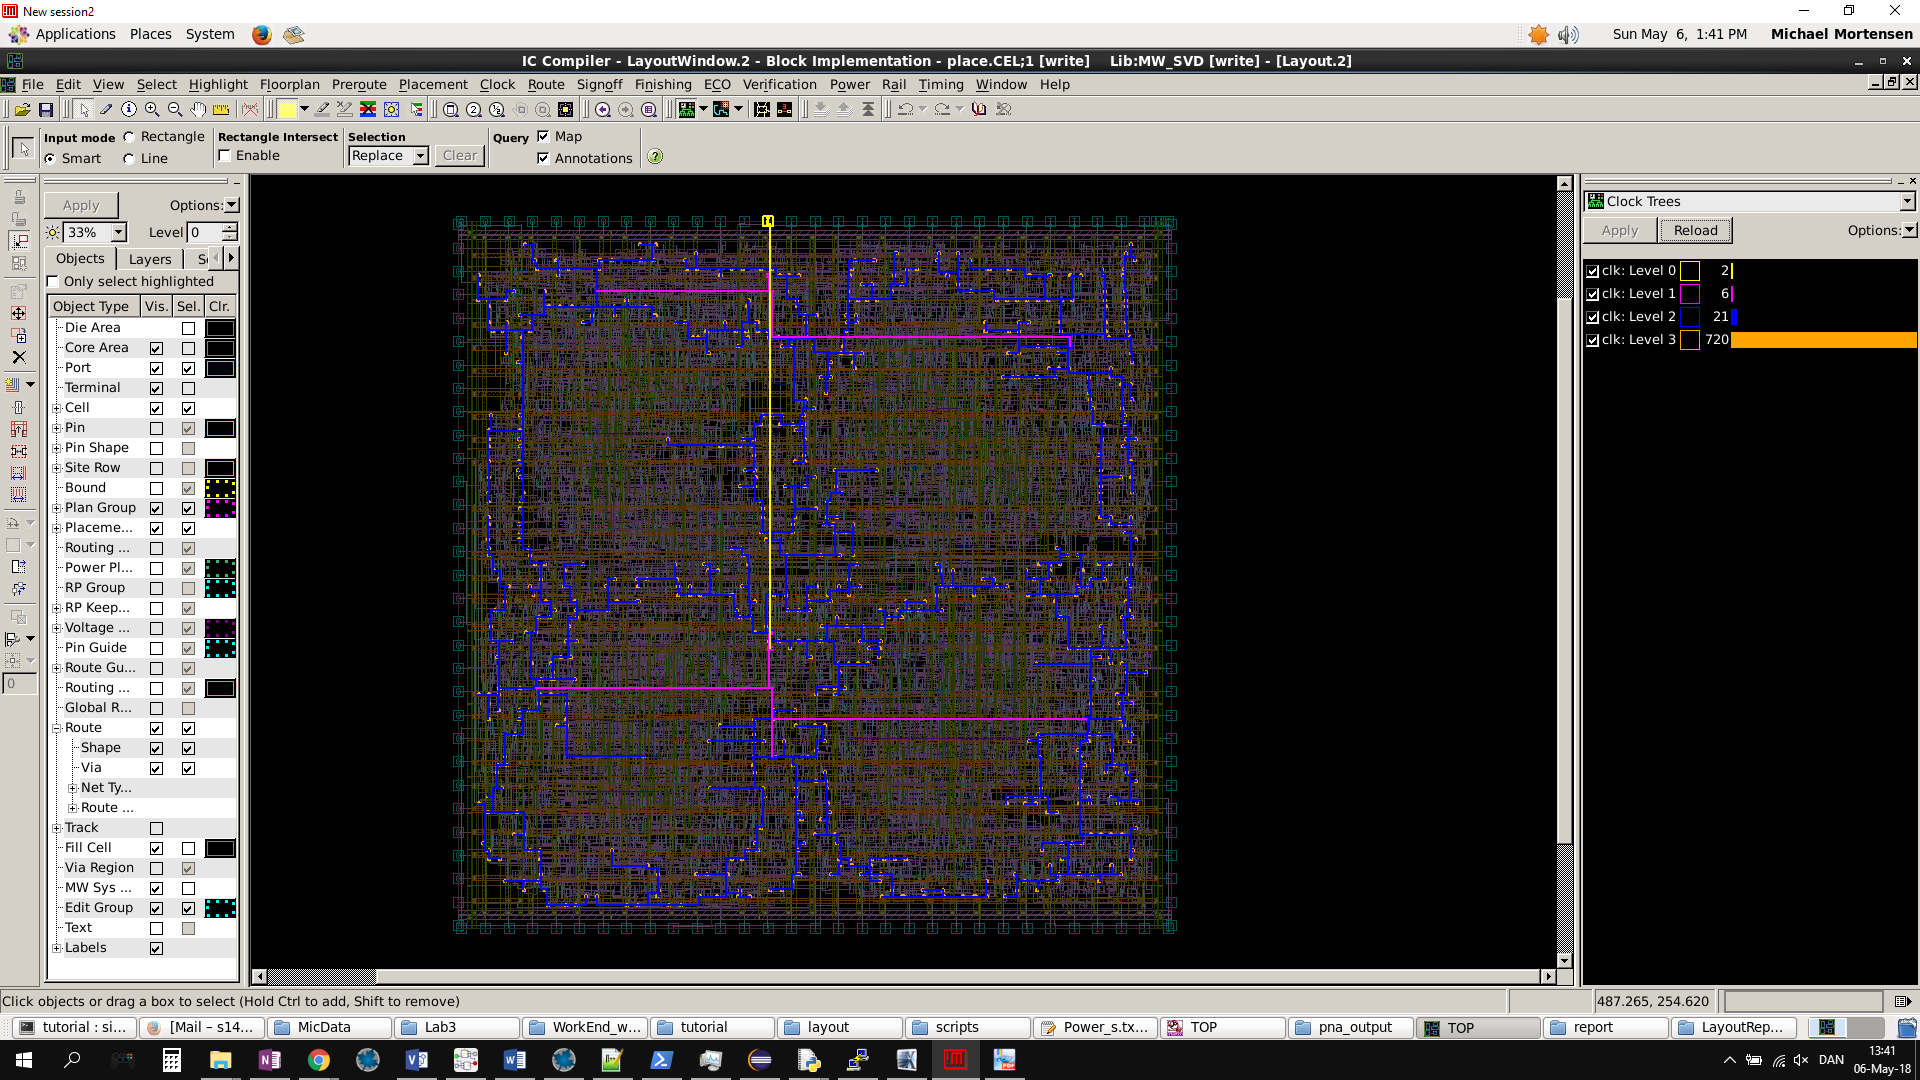 New session2
Applications Places System
Sun May 6, 1:41 PM Michael Mortensen
IC Compiler - LayoutWindow.2 - Block Implementation - place.CEL;1 [write] Lib:MW_SVD [write] - [Layout.2]
File Edit View Select Highlight Floorplan Preroute Placement Clock Route Signoff Finishing ECO Verification Power Rail Timing Window Help
Input mode Rectangle
Smart Line
Rectangle Intersect
Enable
Selection
Replace Clear
Query Map
Annotations
Apply Options:
33% Level 0
Objects Layers S
Only select highlighted
Object Type Vis. Sel. Clr.
Die Area
Core Area
Port
Terminal
Cell
Pin
Pin Shape
Site Row
Bound
Plan Group
Placeme...
Routing ...
Power Pl...
RP Group
RP Keep...
Voltage ...
Pin Guide
Route Gu...
Routing ...
Global R...
Route
Shape
Via
Net Ty...
Route ...
Track
Fill Cell
Via Region
MW Sys ...
Edit Group
Text
Labels
0
Clock Trees
Apply Reload Options:
clk: Level 0 2
clk: Level 1 6
clk: Level 2 21
clk: Level 3 720
Click objects or drag a box to select (Hold Ctrl to add, Shift to remove)
487.265, 254.620
tutorial : si... [Mail – s14... MicData Lab3 WorkEnd_w... tutorial layout scripts Power_s.tx... TOP pna_output TOP report LayoutRep...
DAN
13:41
06-May-18